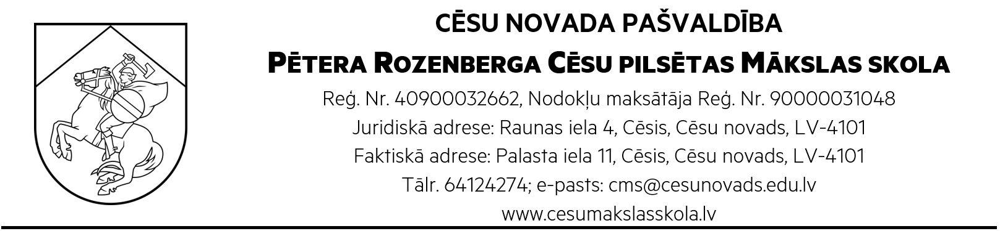 CĒSU NOVADA PAŠVALDĪBA
PĒTERA ROZENBERGA CĒSU PILSĒTAS MĀKSLAS SKOLA
Reģ. Nr. 40900032662, Nodokļu maksātāja Reģ. Nr. 90000031048
Juridiskā adrese: Raunas iela 4, Cēsis, Cēsu novads, LV-4101
Faktiskā adrese: Palasta iela 11, Cēsis, Cēsu novads, LV-4101
Tālr. 64124274; e-pasts: cms@cesunovads.edu.lv
www.cesumakslasskola.lv